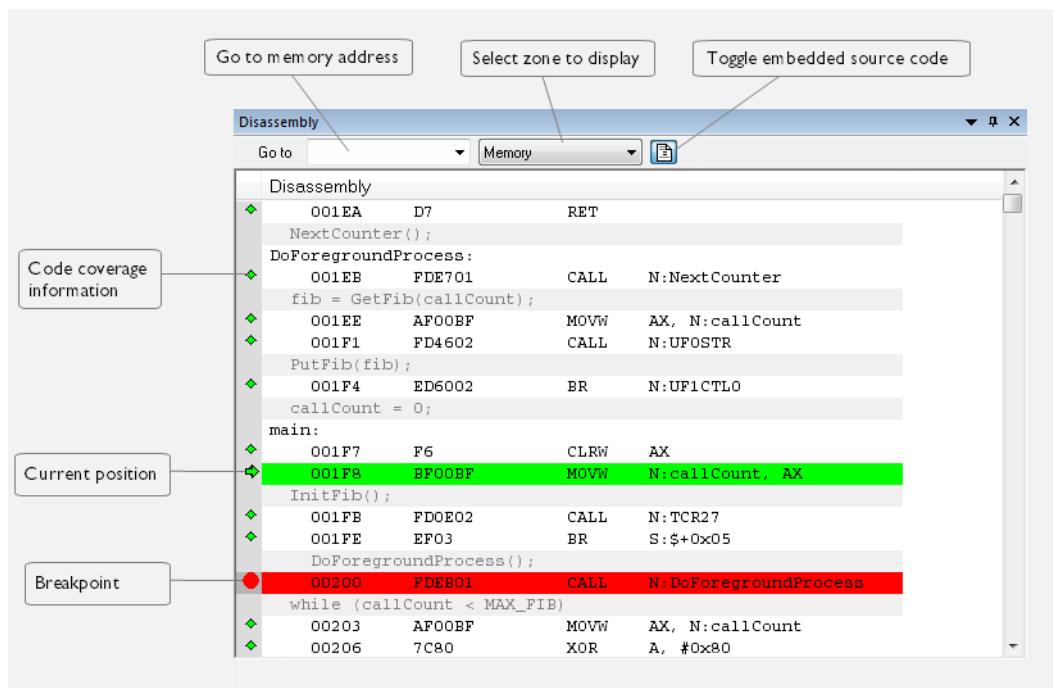 Go to memory address
Select zone to display
Toggle embedded source code
Disassembly
Go to
Memory
Disassembly
001EA D7 RET
NextCounter();
DoForegroundProcess:
Code coverage
information
001EB FDE701 CALL N:NextCounter
fib = GetFib(callCount);
001EE AF00BF MOVW AX, N:callCount
001F1 FD4602 CALL N:UF0STR
PutFib(fib);
001F4 ED6002 BR N:UF1CTL0
callCount = 0;
main:
001F7 F6 CLRW AX
Current position
001F8 BF00BF MOVW N:callCount, AX
InitFib();
001FB FD0E02 CALL N:TCR27
001FE EF03 BR S:$+0x05
DoForegroundProcess();
Breakpoint
00200 FDEB01 CALL N:DoForegroundProcess
while (callCount < MAX_FIB)
00203 AF00BF MOVW AX, N:callCount
00206 7C80 XOR A, #0x80